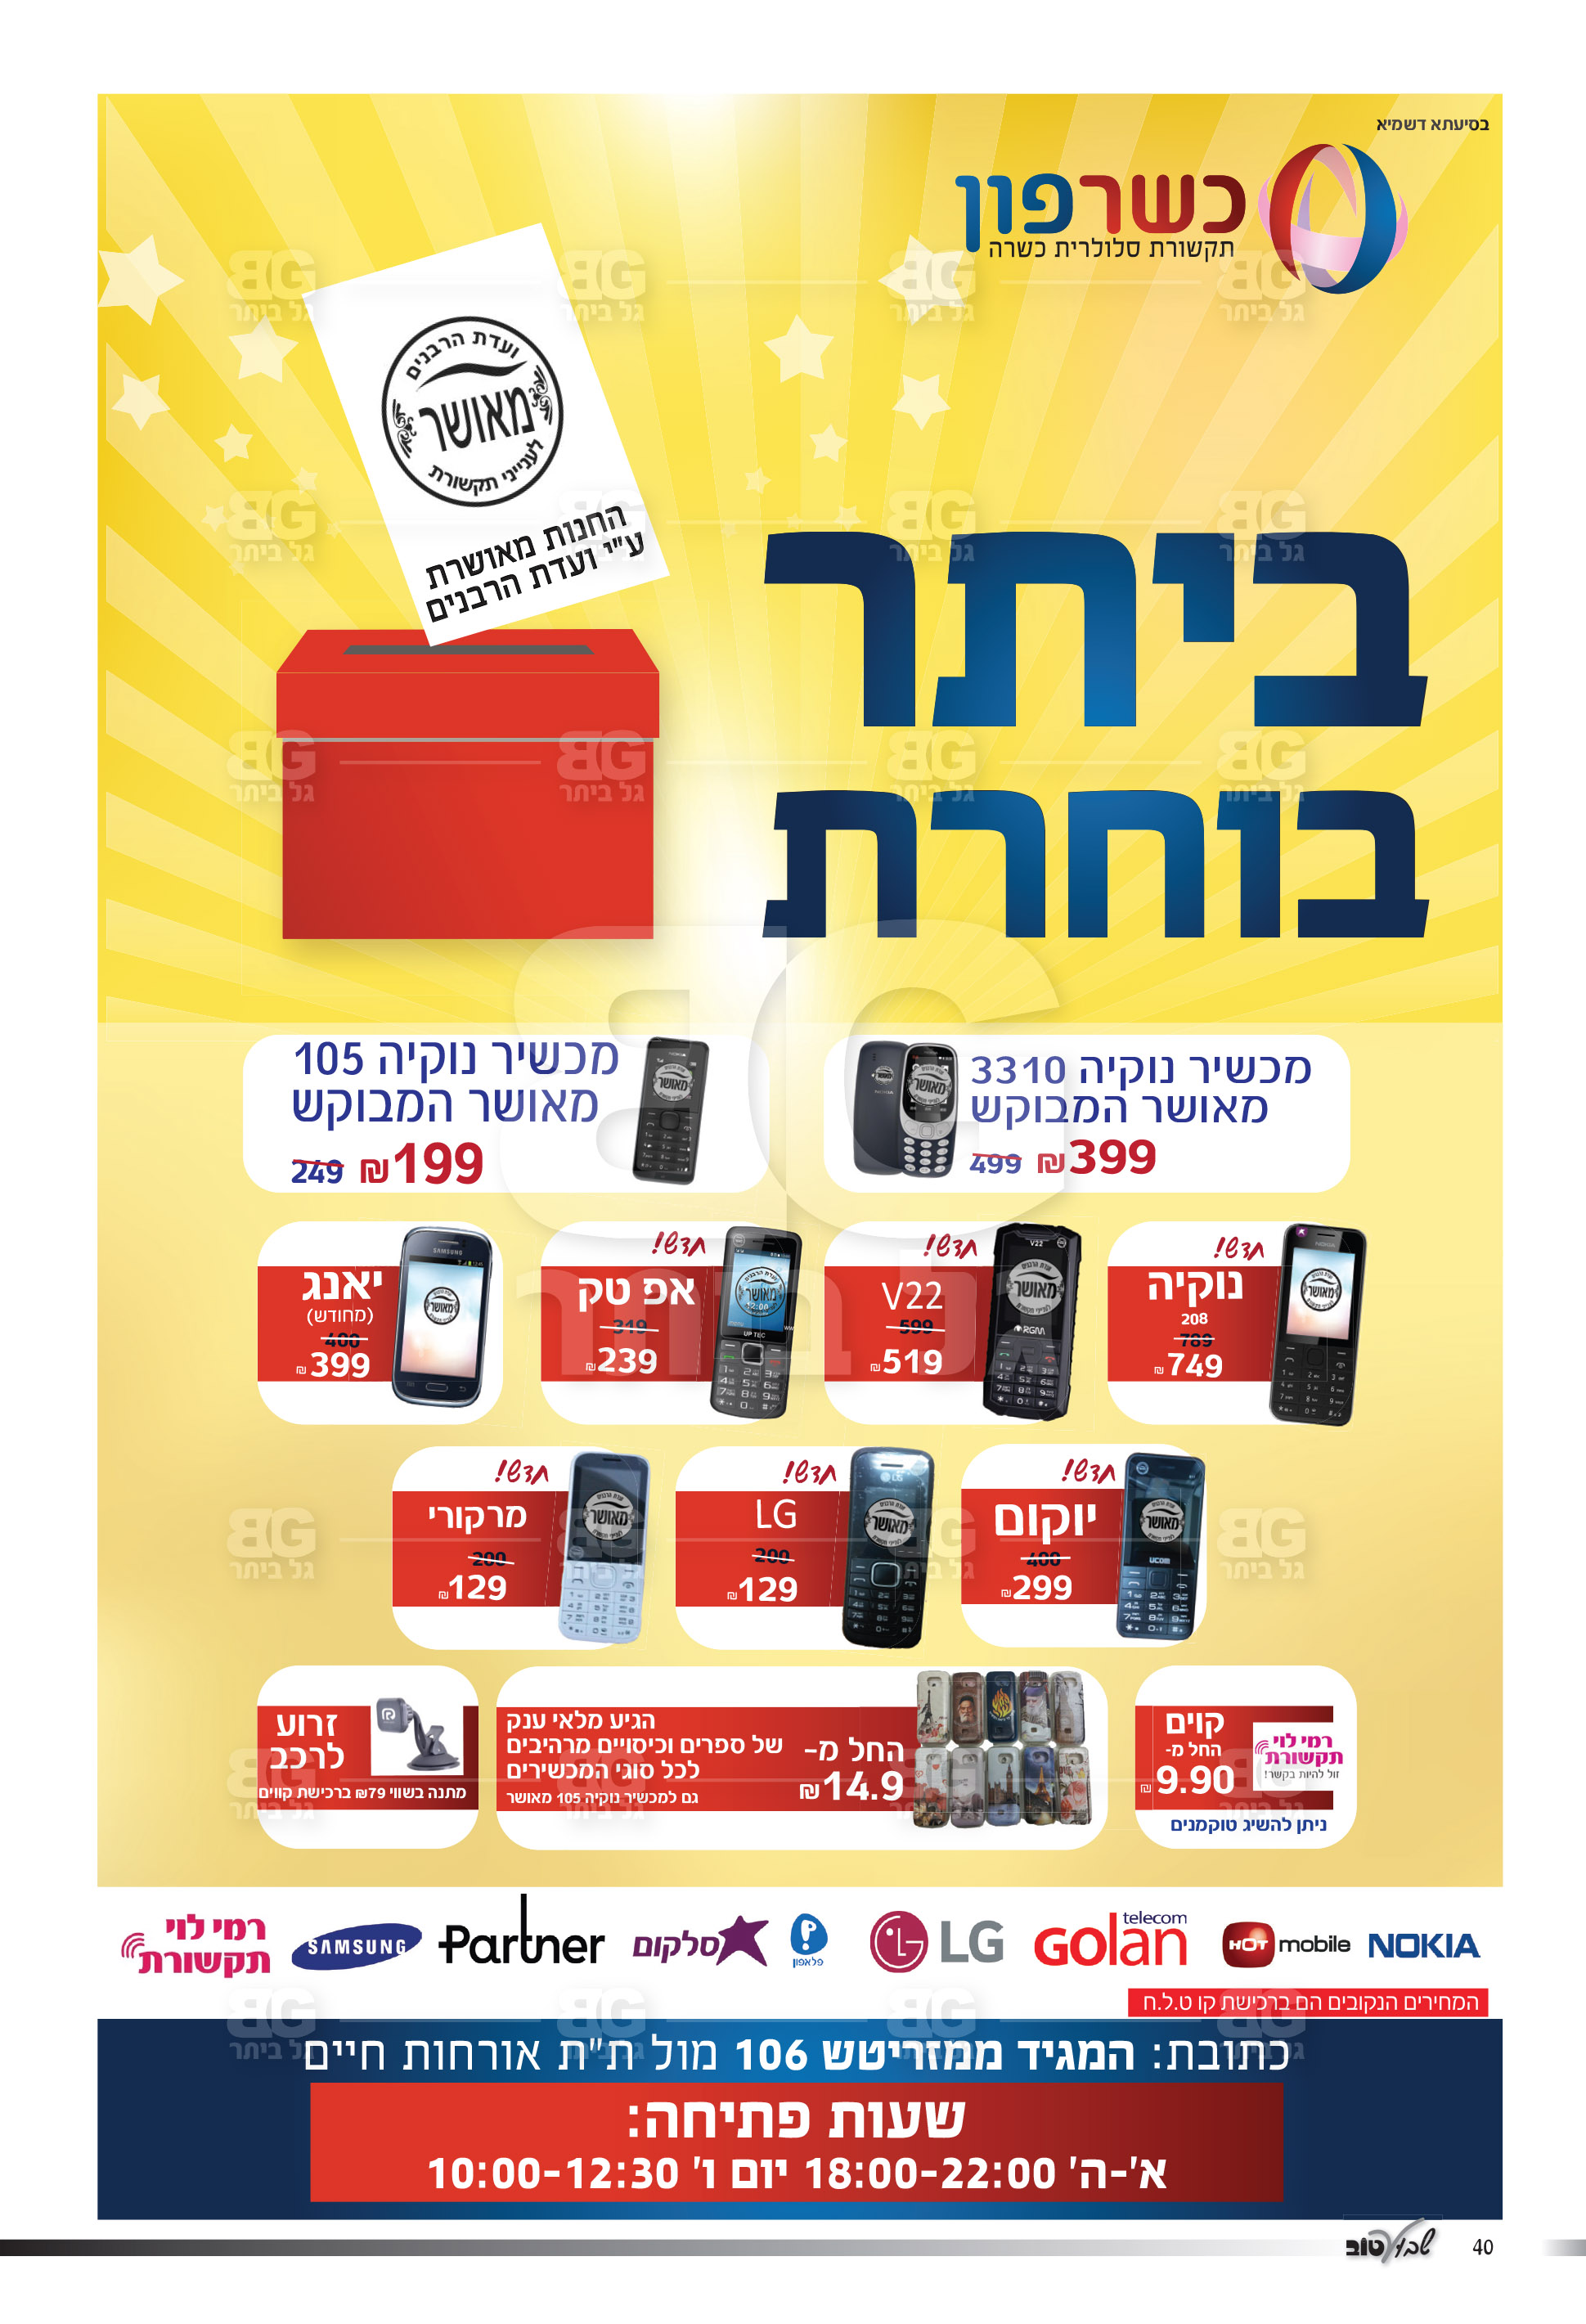 בסיעתא דשמיא
כשרפון
תקשורת סלולרית כשרה
ועדת הרבנים
מאושר
לענייני תקשורת
החנות מאושרת
ע"י ועדת הרבנים
ביתר
בוחרת
מכשיר נוקיה 3310
מאושר המבוקש
399₪ 499
מכשיר נוקיה 105
מאושר המבוקש
199₪ 249
חדש!
נוקיה
208
789
749₪
חדש!
V22
599
519₪
חדש!
אפ טק
319
239₪
יאנג
(מחודש)
400
399₪
חדש!
יוקום
400
299₪
חדש!
LG
200
129₪
חדש!
מרקורי
200
129₪
רמי לוי
תקשורת
זול להיות בקשר!
קוים
החל מ-
9.90₪
ניתן להשיג טוקמנים
החל מ-
14.9₪
הגיע מלאי ענק
של ספרים וכיסויים מרהיבים
לכל סוגי המכשירים
גם למכשיר נוקיה 105 מאושר
זרוע
לרכב
מתנה בשווי 79₪ ברכישת קווים
NOKIA
HOT mobile
Golan telecom
LG
פלאפון
סלקום
Partner
SAMSUNG
רמי לוי
תקשורת
המחירים הנקובים הם ברכישת קו ט.ל.ח
כתובת: המגיד ממזריטש 106 מול ת"ת אורחות חיים
שעות פתיחה:
א'-ה' 18:00-22:00 יום ו' 10:00-12:30
40 שבוע טוב
BG
גל ביתר